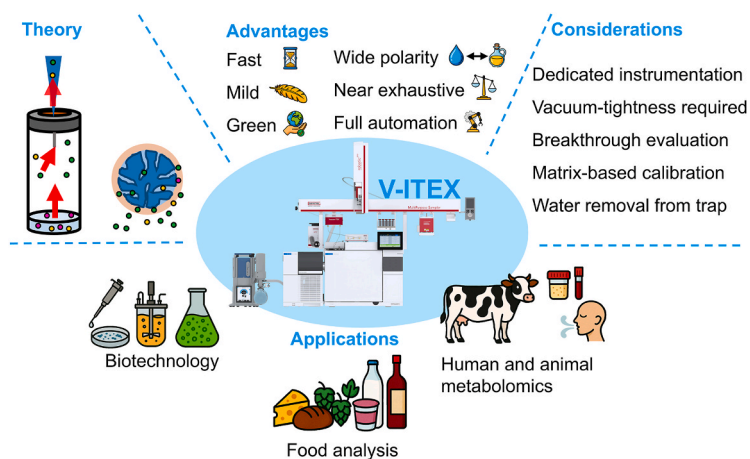 Theory
Advantages
Fast
Wide polarity
Mild
Near exhaustive
Green
Full automation
Considerations
Dedicated instrumentation
Vacuum-tightness required
Breakthrough evaluation
Matrix-based calibration
Water removal from trap
V-ITEX
Applications
Biotechnology
Food analysis
Human and animal
metabolomics